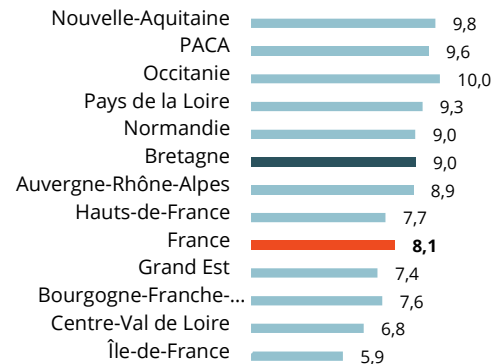 Nouvelle-Aquitaine 9,8
PACA 9,6
Occitanie 10,0
Pays de la Loire 9,3
Normandie 9,0
Bretagne 9,0
Auvergne-Rhône-Alpes 8,9
Hauts-de-France 7,7
France 8,1
Grand Est 7,4
Bourgogne-Franche-... 7,6
Centre-Val de Loire 6,8
Île-de-France 5,9